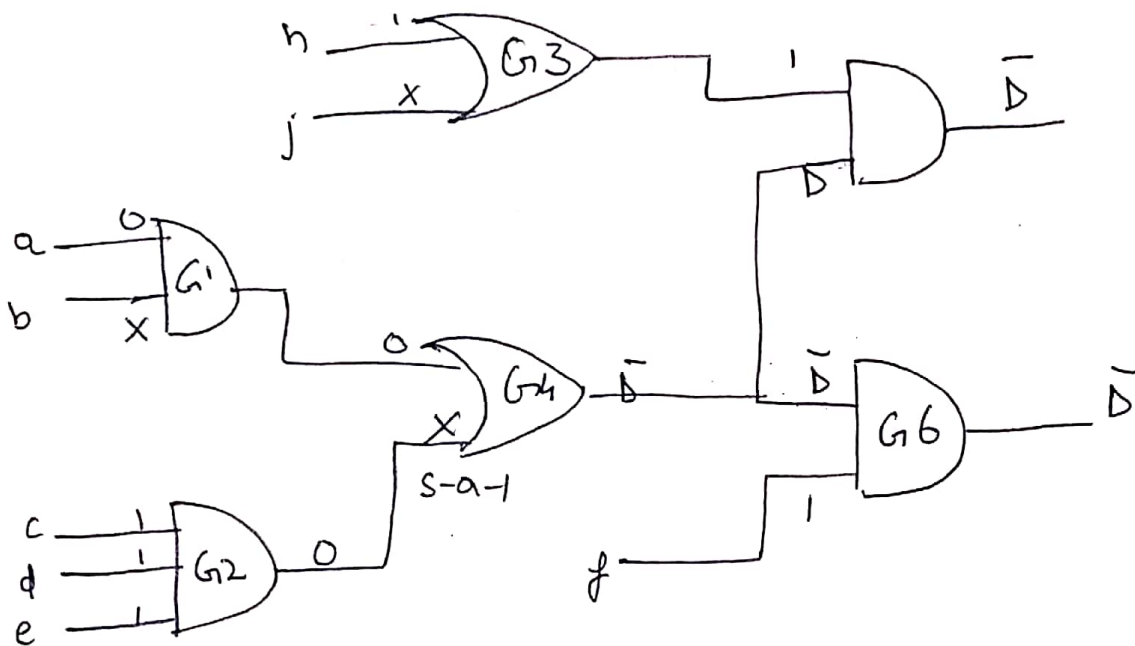 h 1 G3
j X
1 D̄
D
a 0 G1
b X
0 G4 D̄
X
s-a-1
D̄ G6 D̄
1
f
c 1
d 1 G2 0
e 1